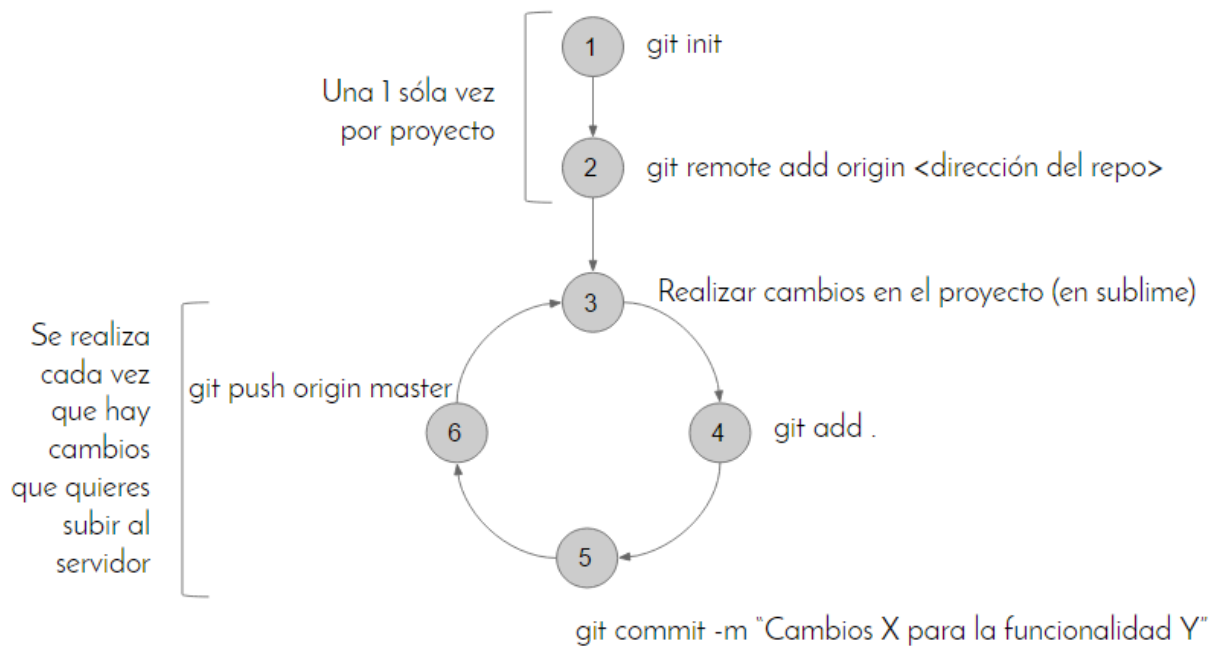 1
git init
Una 1 sóla vez
por proyecto
2
git remote add origin <dirección del repo>
3
Realizar cambios en el proyecto (en sublime)
Se realiza
cada vez
que hay
cambios
que quieres
subir al
servidor
git push origin master
6
4
git add .
5
git commit -m “Cambios X para la funcionalidad Y”